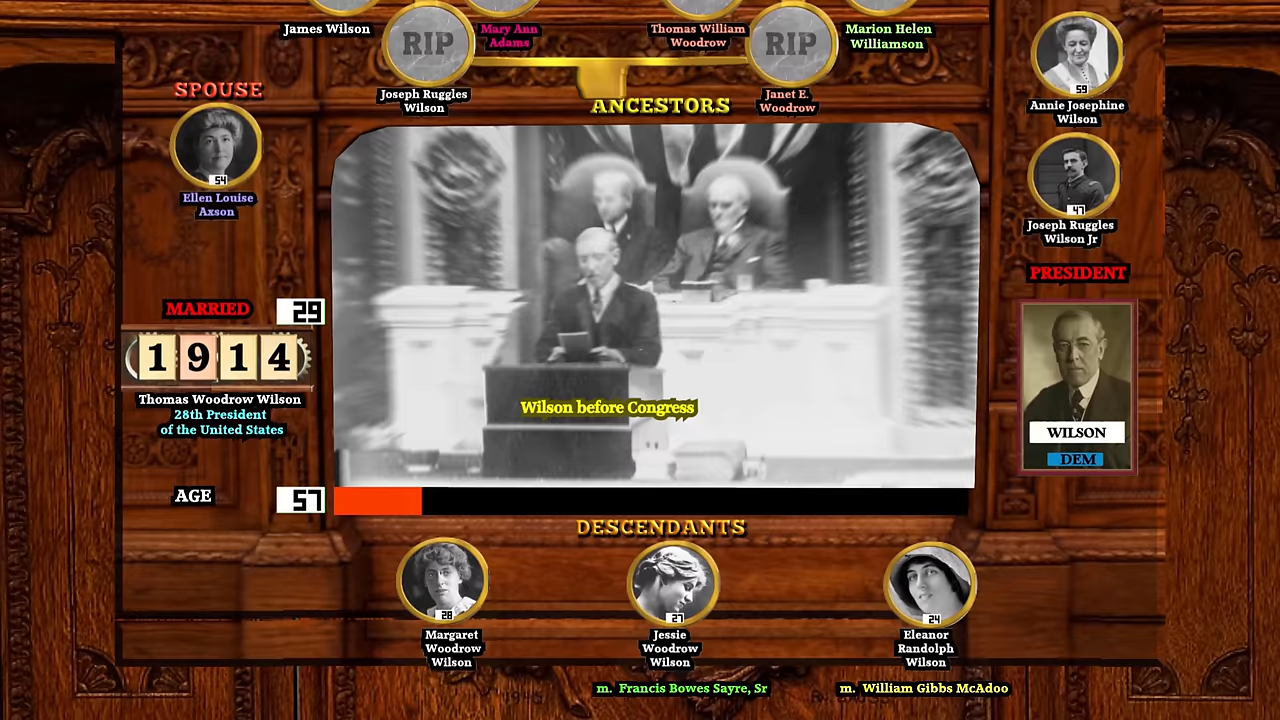 James Wilson
RIP
Mary Ann
Adams
Thomas William
Woodrow
RIP
Marion Helen
Williamson
Joseph Ruggles
Wilson
ANCESTORS
Janet E.
Woodrow
59
Annie Josephine
Wilson
SPOUSE
54
Ellen Louise
Axson
47
Joseph Ruggles
Wilson Jr
PRESIDENT
WILSON
DEM
MARRIED
29
1914
Thomas Woodrow Wilson
28th President
of the United States
Wilson before Congress
AGE
57
DESCENDANTS
28
Margaret
Woodrow
Wilson
27
Jessie
Woodrow
Wilson
m. Francis Bowes Sayre, Sr
24
Eleanor
Randolph
Wilson
m. William Gibbs McAdoo